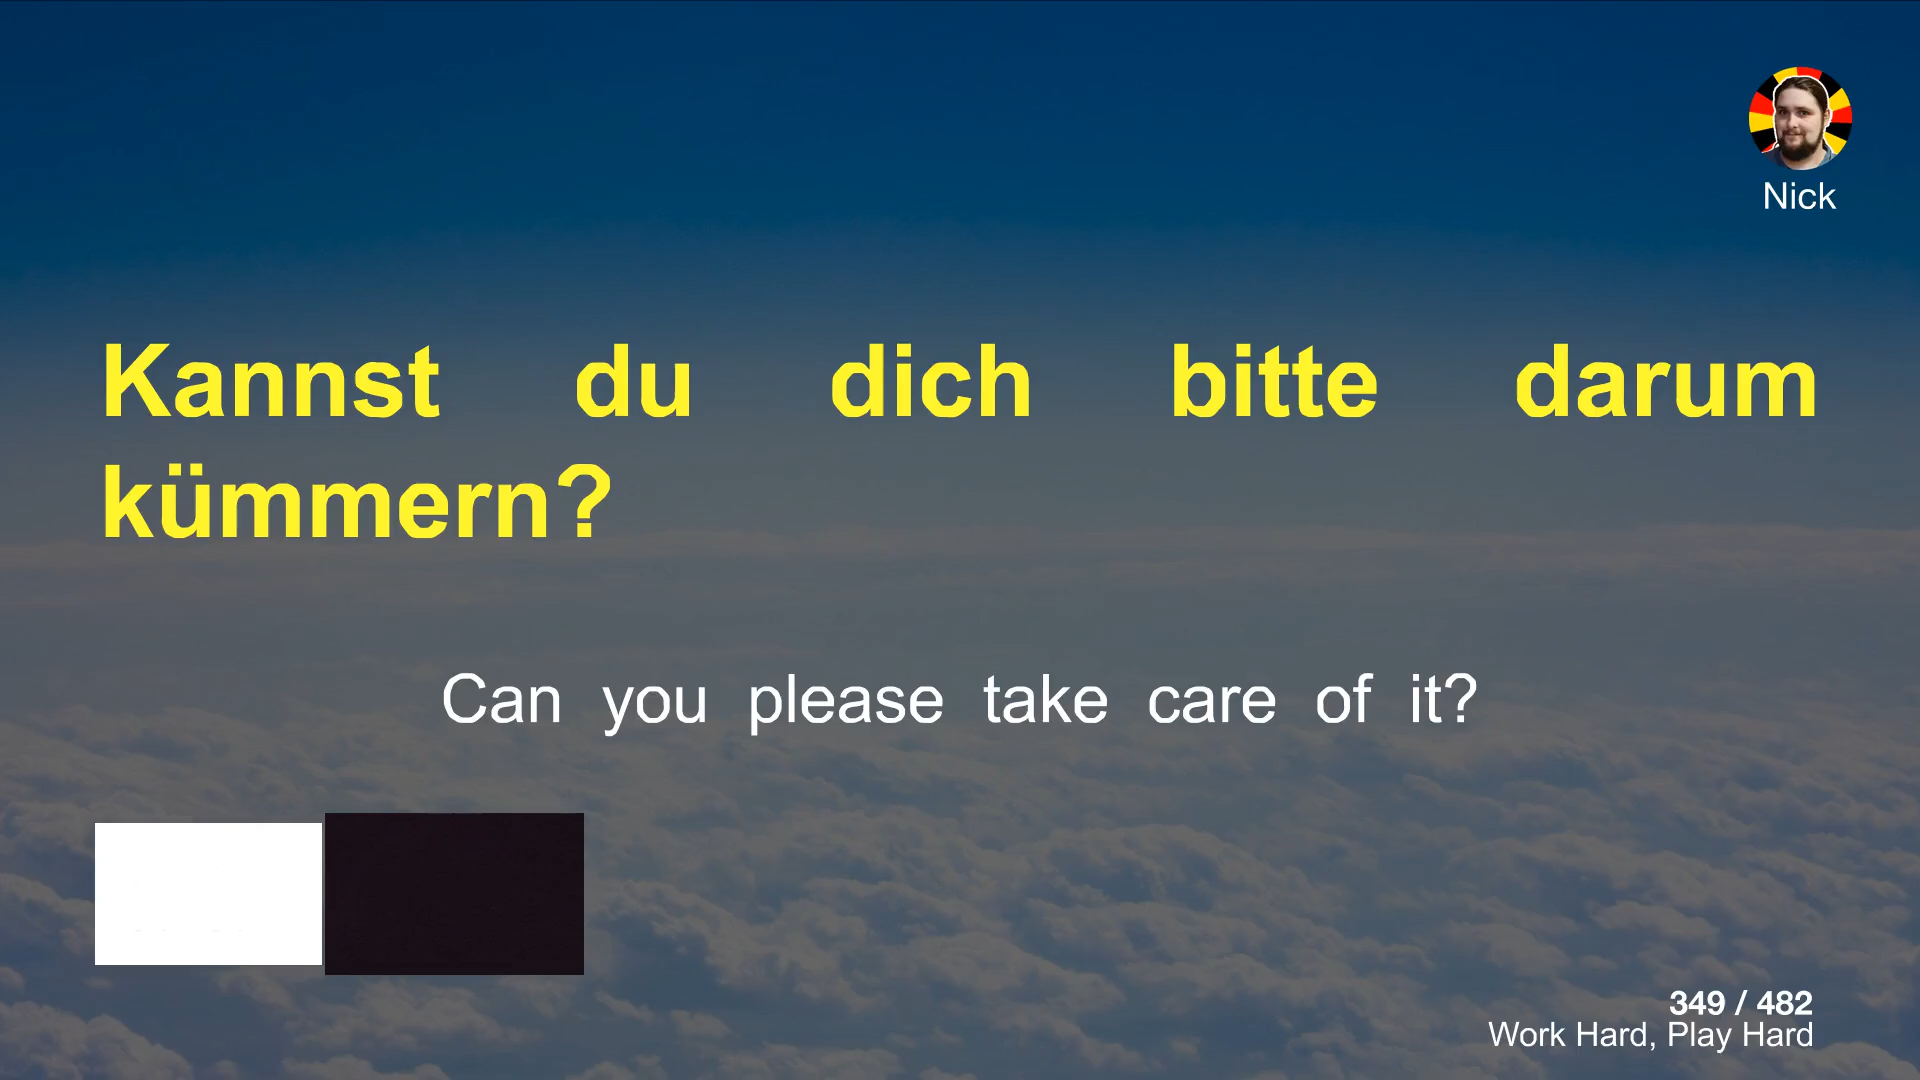 Nick
Kannst du dich bitte darum
kümmern?
Can you please take care of it?
349 / 482
Work Hard, Play Hard